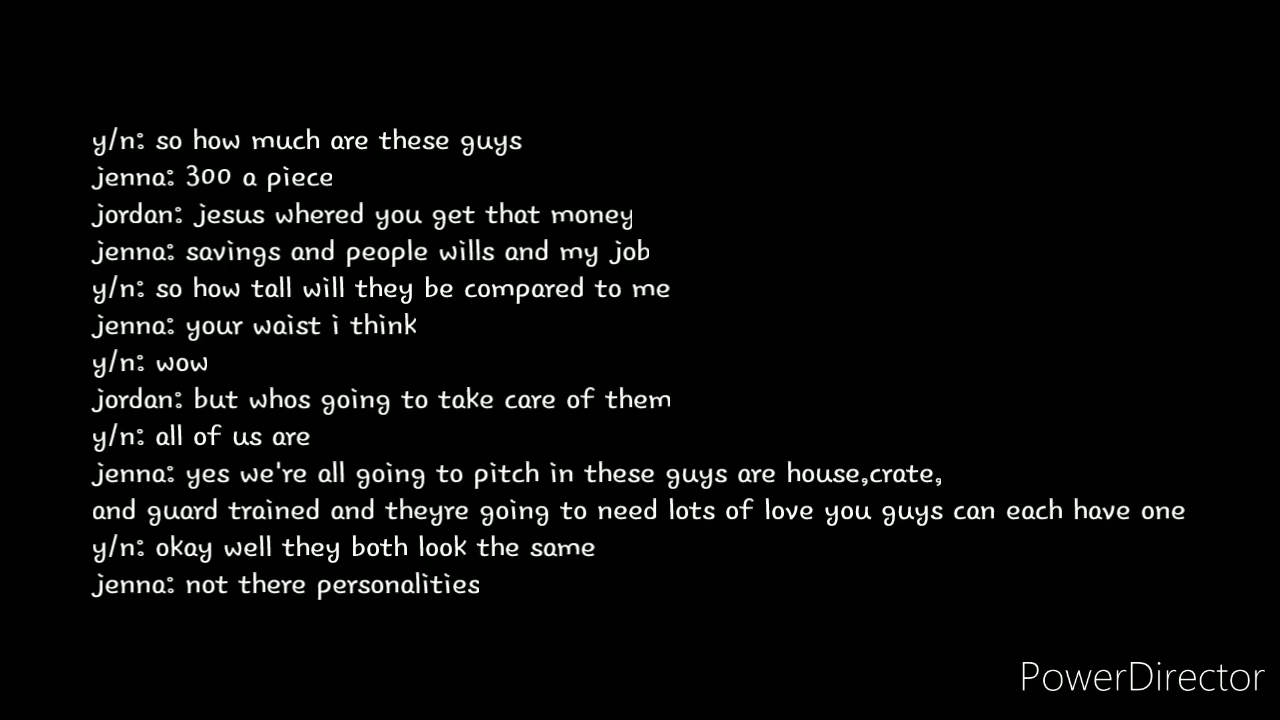 y/n: so how much are these guys
jenna: 300 a piece
jordan: jesus whered you get that money
jenna: savings and people wills and my job
y/n: so how tall will they be compared to me
jenna: your waist i think
y/n: wow
jordan: but whos going to take care of them
y/n: all of us are
jenna: yes we're all going to pitch in these guys are house,crate,
and guard trained and theyre going to need lots of love you guys can each have one
y/n: okay well they both look the same
jenna: not there personalities
PowerDirector